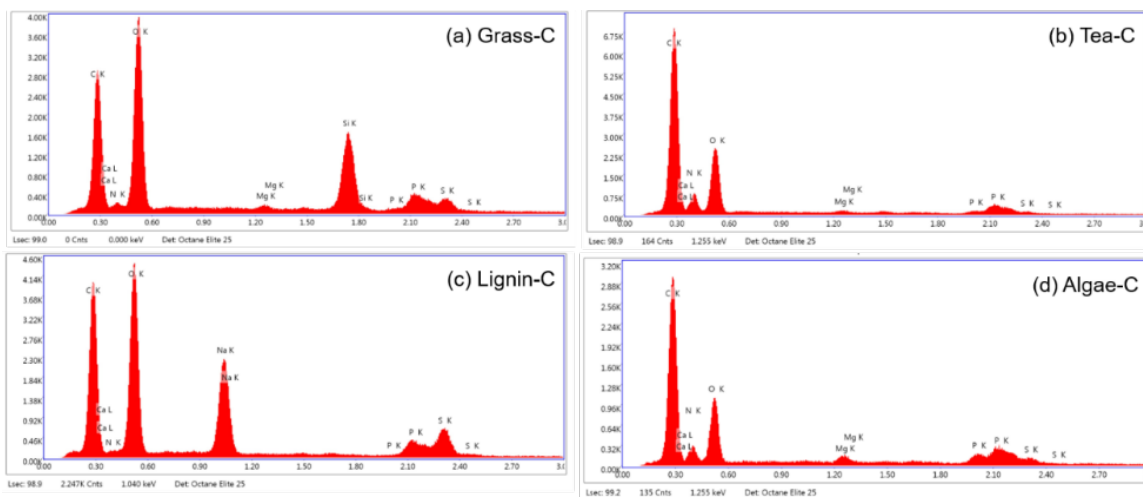 (a) Grass-C
4.00K
3.60K
3.20K
2.80K
2.40K
2.00K
1.60K
1.20K
0.80K
0.40K
0.00K
C K
Ca L
Ca L
N K
O K
Mg K
Mg K
Si K
Si K
P K
P K
S K
S K
0.00 0.30 0.60 0.90 1.20 1.50 1.80 2.10 2.40 2.70
Lsec: 99.0 0 Cnts 0.000 keV Det: Octane Elite 25
(b) Tea-C
6.75K
6.00K
5.25K
4.50K
3.75K
3.00K
2.25K
1.50K
0.75K
0.00K
C K
Ca L
Ca L
N K
O K
Mg K
Mg K
P K
P K
S K
S K
0.00 0.30 0.60 0.90 1.20 1.50 1.80 2.10 2.40 2.70
Lsec: 98.9 164 Cnts 1.255 keV Det: Octane Elite 25
(c) Lignin-C
4.60K
4.14K
3.68K
3.22K
2.76K
2.30K
1.84K
1.38K
0.92K
0.46K
0.00K
C K
Ca L
Ca L
N K
O K
Na K
Na K
P K
P K
S K
S K
0.00 0.30 0.60 0.90 1.20 1.50 1.80 2.10 2.40 2.70
Lsec: 98.9 2.247K Cnts 1.040 keV Det: Octane Elite 25
(d) Algae-C
3.20K
2.88K
2.56K
2.24K
1.92K
1.60K
1.28K
0.96K
0.64K
0.32K
0.00K
C K
Ca L
Ca L
N K
O K
Mg K
Mg K
P K
P K
S K
S K
0.00 0.30 0.60 0.90 1.20 1.50 1.80 2.10 2.40 2.70
Lsec: 99.2 135 Cnts 1.255 keV Det: Octane Elite 25